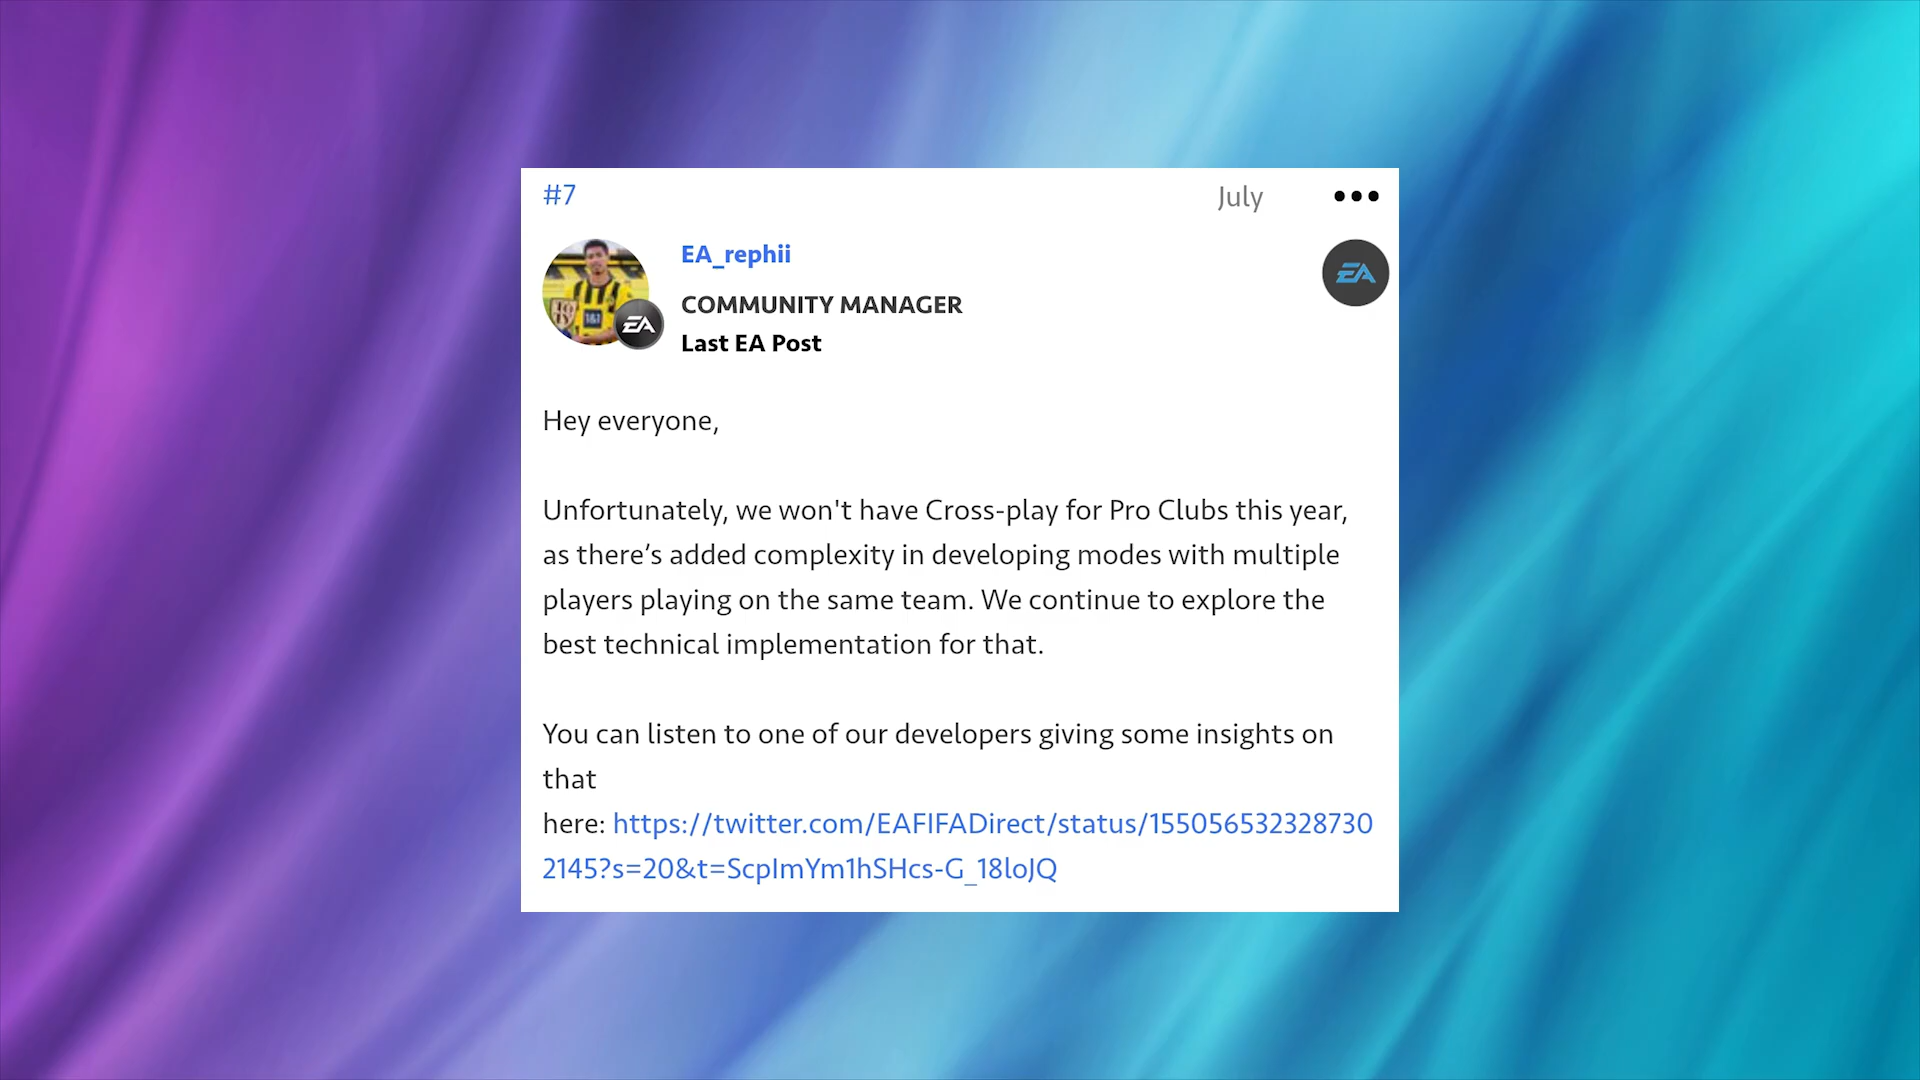 #7
July
EA_rephii
EA
EA
COMMUNITY MANAGER
Last EA Post
Hey everyone,
Unfortunately, we won't have Cross-play for Pro Clubs this year,
as there’s added complexity in developing modes with multiple
players playing on the same team. We continue to explore the
best technical implementation for that.
You can listen to one of our developers giving some insights on
that
here: https://twitter.com/EAFIFADirect/status/155056532328730
2145?s=20&t=ScpImYm1hSHcs-G_18loJQ